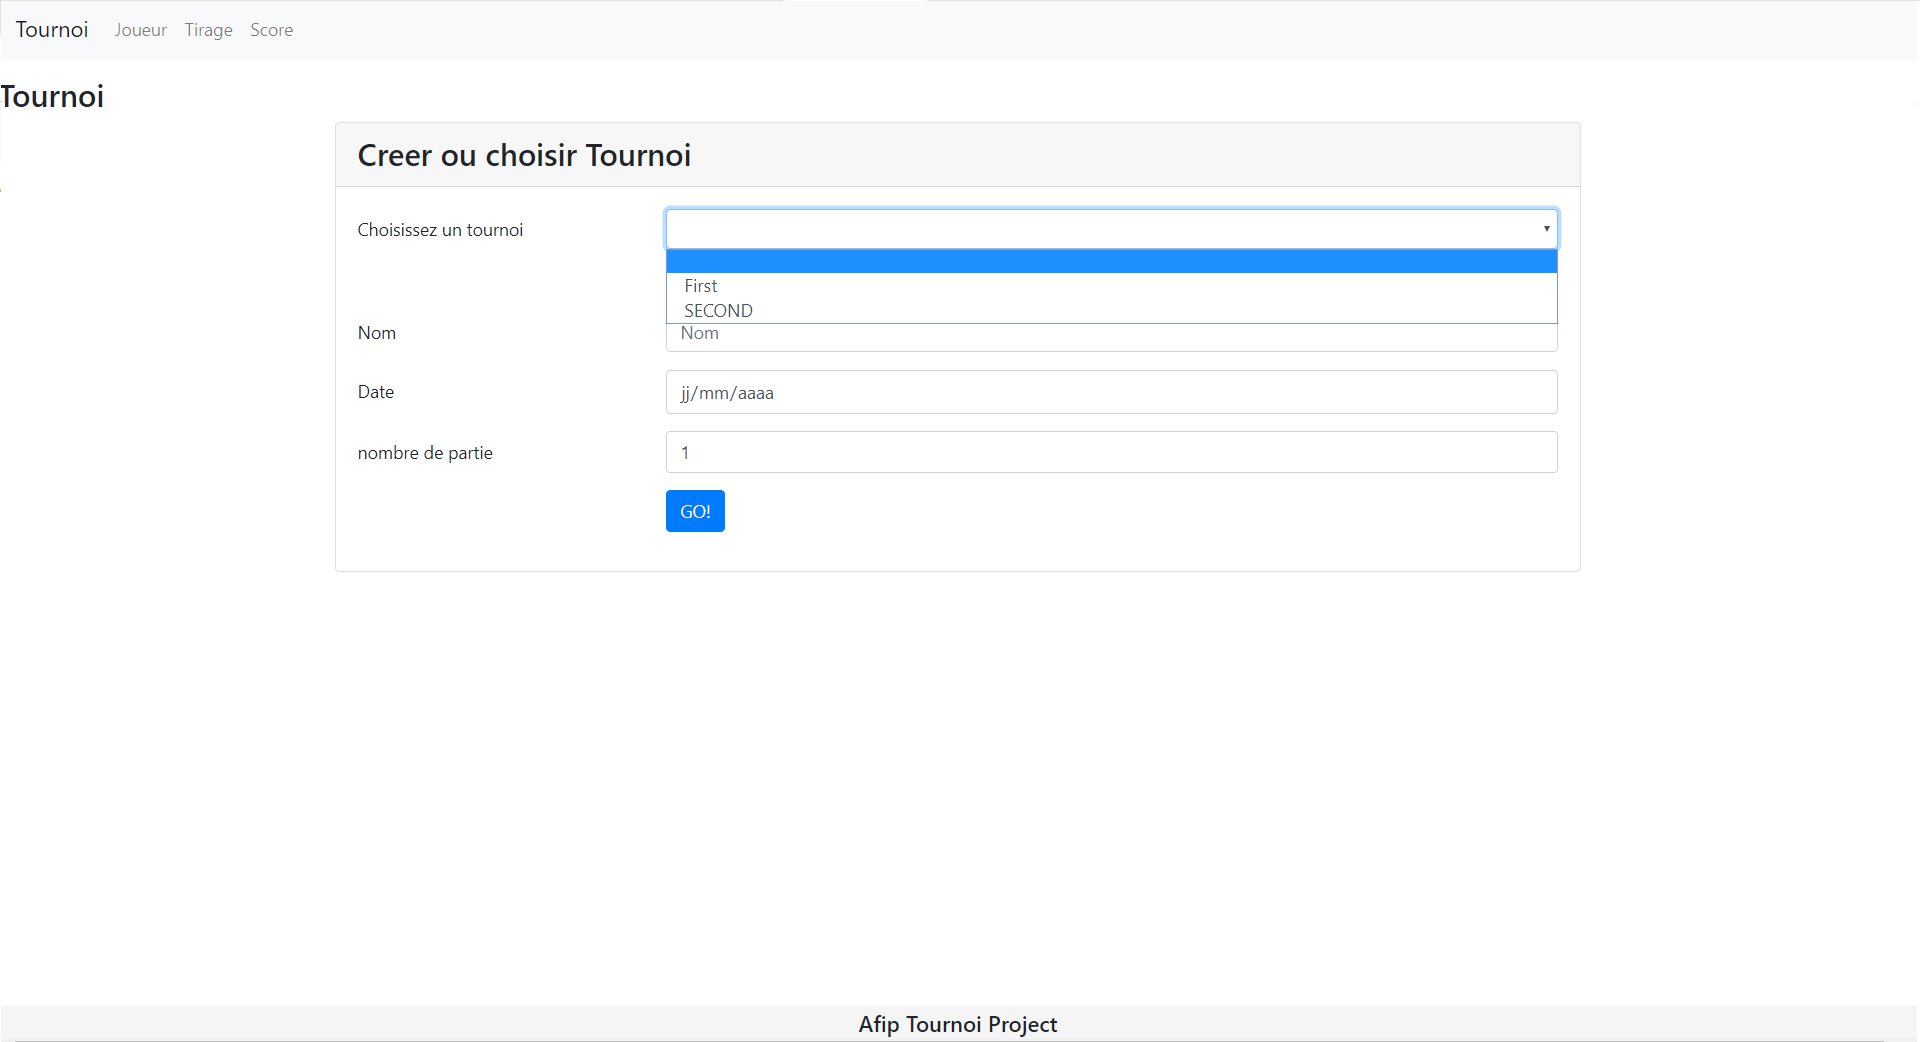 Tournoi Joueur Tirage Score
Tournoi
Creer ou choisir Tournoi
Choisissez un tournoi
First
SECOND
Nom Nom
Date jj/mm/aaaa
nombre de partie 1
GO!
Afip Tournoi Project